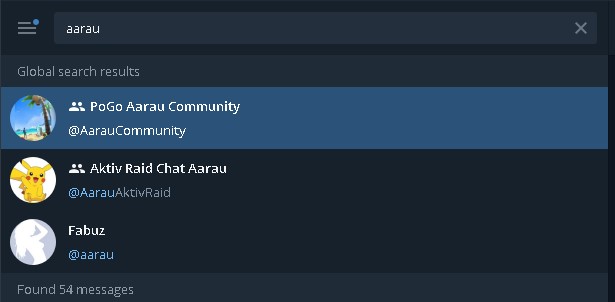 aarau
Global search results
PoGo Aarau Community
@AarauCommunity
Aktiv Raid Chat Aarau
@AarauAktivRaid
Fabuz
@aarau
Found 54 messages